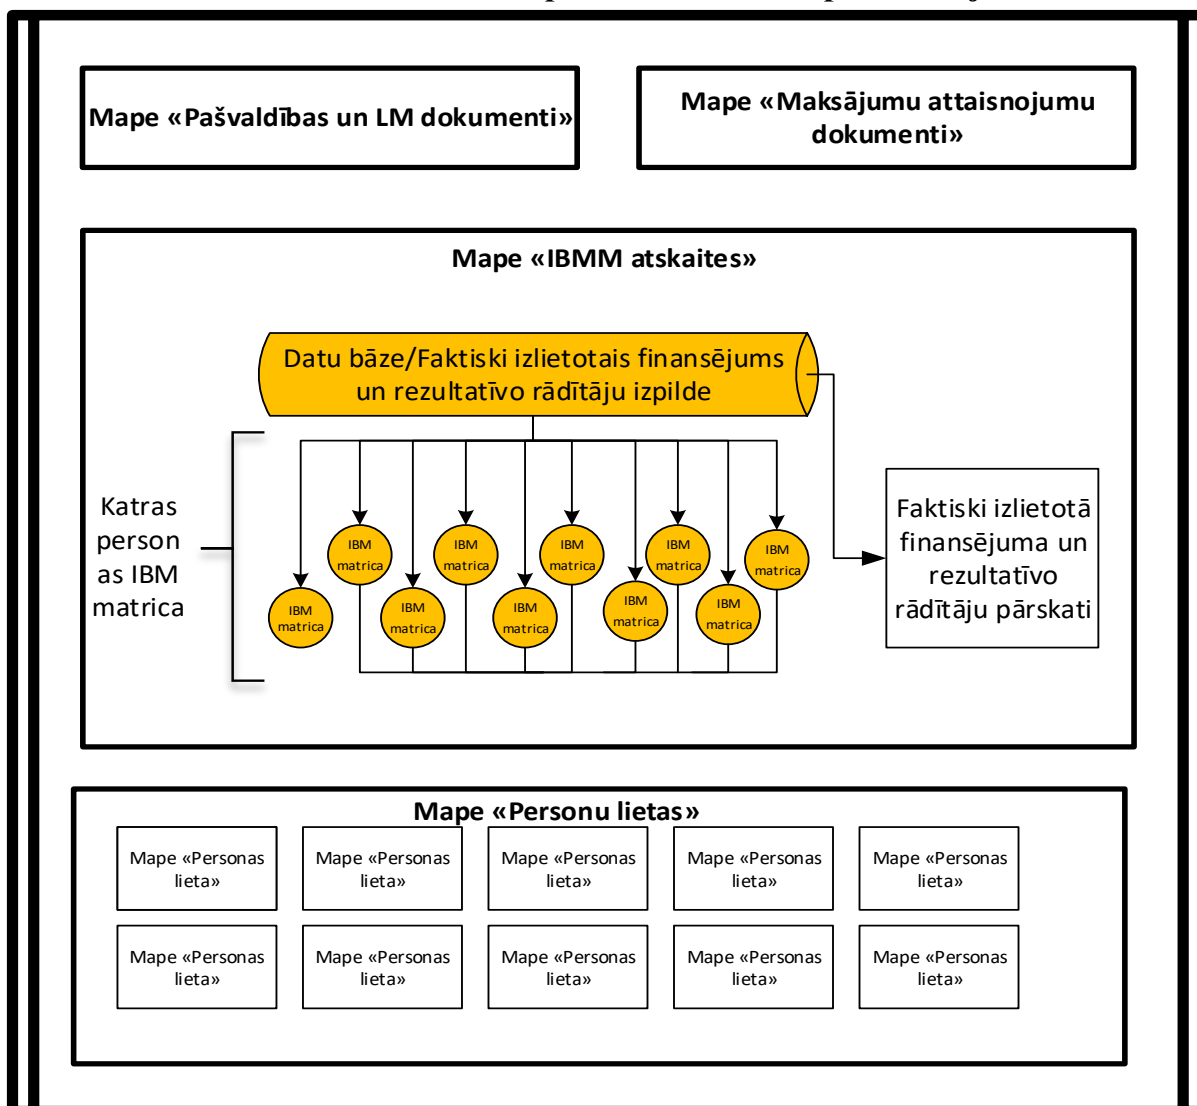 Mape «Pašvaldības un LM dokumenti»
Mape «Maksājumu attaisnojumu
dokumenti»
Mape «IBMM atskaites»
Datu bāze/Faktiski izlietotais finansējums
un rezultatīvo rādītāju izpilde
Katras
person
as IBM
matrica
IBM
matrica
IBM
matrica
IBM
matrica
IBM
matrica
IBM
matrica
IBM
matrica
IBM
matrica
IBM
matrica
IBM
matrica
IBM
matrica
Faktiski izlietotā
finansējuma un
rezultatīvo
rādītāju pārskati
Mape «Personu lietas»
Mape «Personas
lieta»
Mape «Personas
lieta»
Mape «Personas
lieta»
Mape «Personas
lieta»
Mape «Personas
lieta»
Mape «Personas
lieta»
Mape «Personas
lieta»
Mape «Personas
lieta»
Mape «Personas
lieta»
Mape «Personas
lieta»